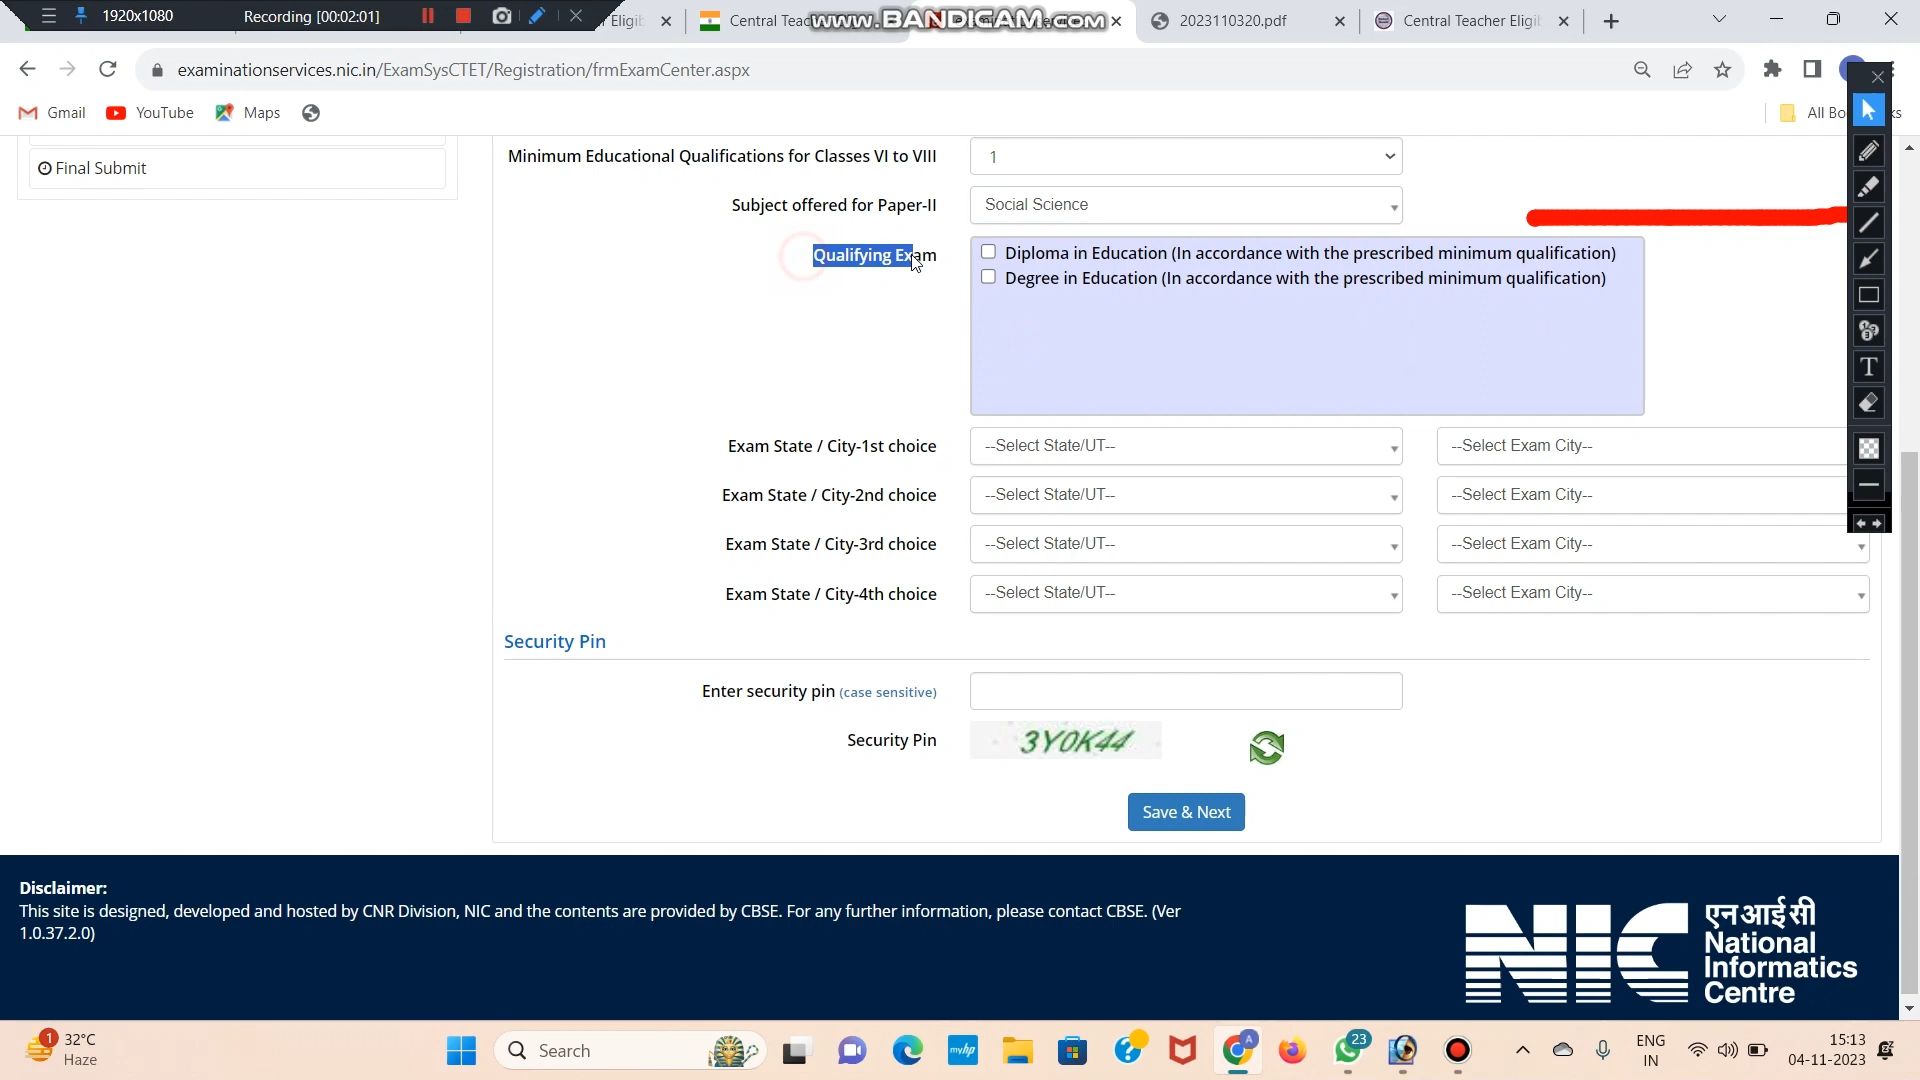 1920x1080
Recording [00:02:01]
www.BANDICAM.com
Central Teac
2023110320.pdf
Central Teacher Eligi
examinationservices.nic.in/ExamSysCTET/Registration/frmExamCenter.aspx
Gmail
YouTube
Maps
All Bo ks
Final Submit
Minimum Educational Qualifications for Classes VI to VIII
1
Subject offered for Paper-II
Social Science
Qualifying Exam
Diploma in Education (In accordance with the prescribed minimum qualification)
Degree in Education (In accordance with the prescribed minimum qualification)
Exam State / City-1st choice
--Select State/UT--
--Select Exam City--
Exam State / City-2nd choice
--Select State/UT--
--Select Exam City--
Exam State / City-3rd choice
--Select State/UT--
--Select Exam City--
Exam State / City-4th choice
--Select State/UT--
--Select Exam City--
Security Pin
Enter security pin (case sensitive)
Security Pin
3Y0K44
Save & Next
Disclaimer:
This site is designed, developed and hosted by CNR Division, NIC and the contents are provided by CBSE. For any further information, please contact CBSE. (Ver
1.0.37.2.0)
NIC
एन आई सी
National
Informatics
Centre
1
32°C
Haze
Search
myhp
A
23
ENG
IN
15:13
04-11-2023